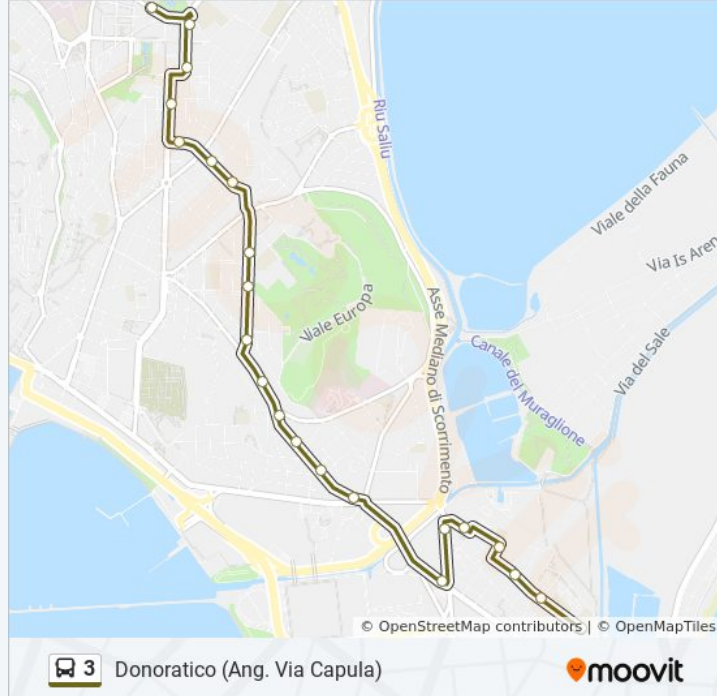 Riu Saliu
Viale della Fauna
Via Is Aren
Viale Europa
Asse Mediano di Scorrimento
Canale del Muraglione
Via del Sale
© OpenStreetMap contributors | © OpenMapTiles
3 Donoratico (Ang. Via Capula)
moovit